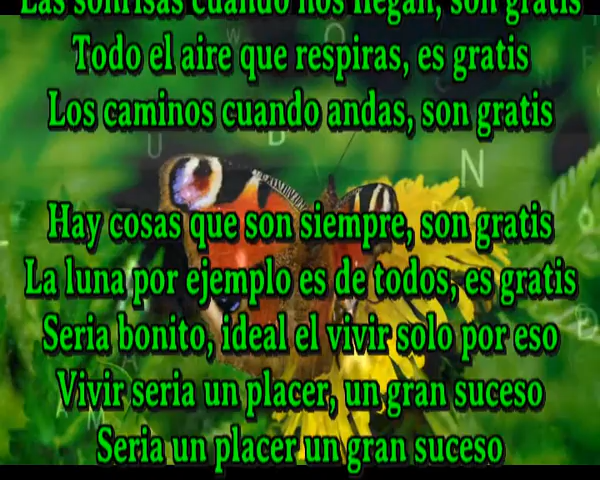 Las sonrisas cuando nos llegan, son gratis
Todo el aire que respiras, es gratis
Los caminos cuando andas, son gratis
Hay cosas que son siempre, son gratis
La luna por ejemplo es de todos, es gratis
Seria bonito, ideal el vivir solo por eso
Vivir seria un placer, un gran suceso
Seria un placer un gran suceso